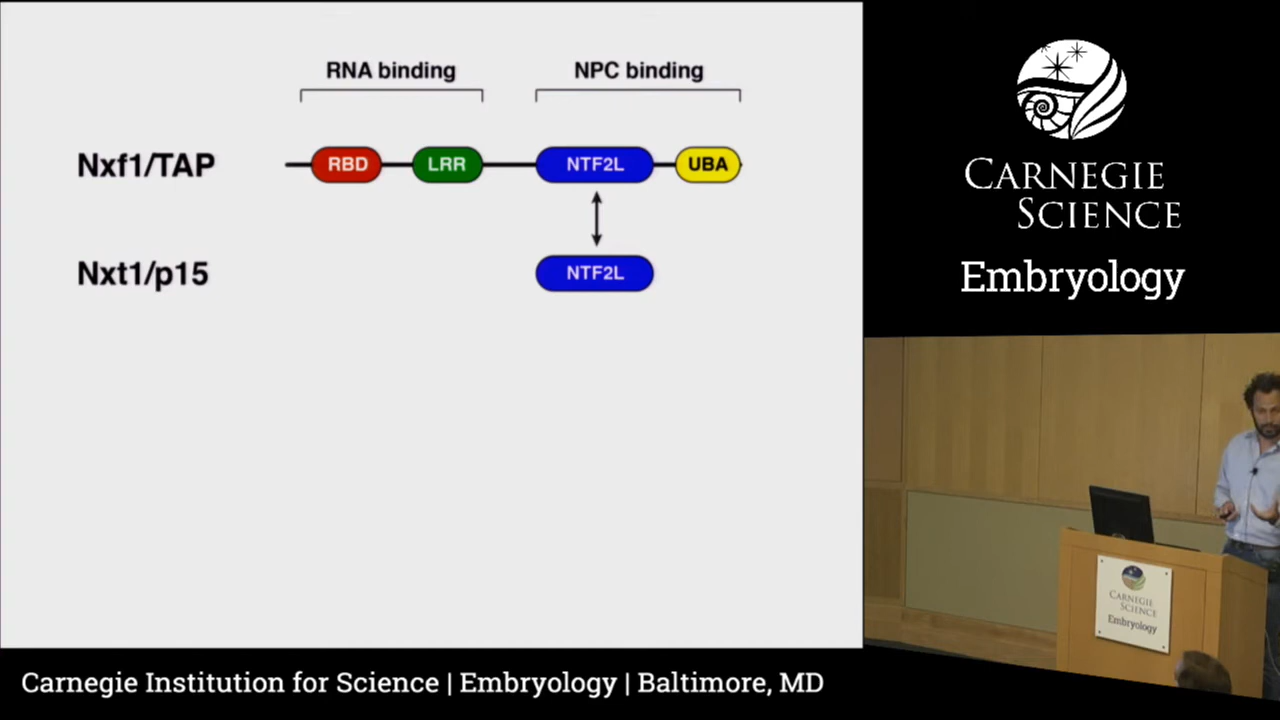 RNA binding
NPC binding
Nxf1/TAP
RBD
LRR
NTF2L
UBA
Nxt1/p15
NTF2L
CARNEGIE
SCIENCE
Embryology
CARNEGIE
SCIENCE
Embryology
Carnegie Institution for Science | Embryology | Baltimore, MD